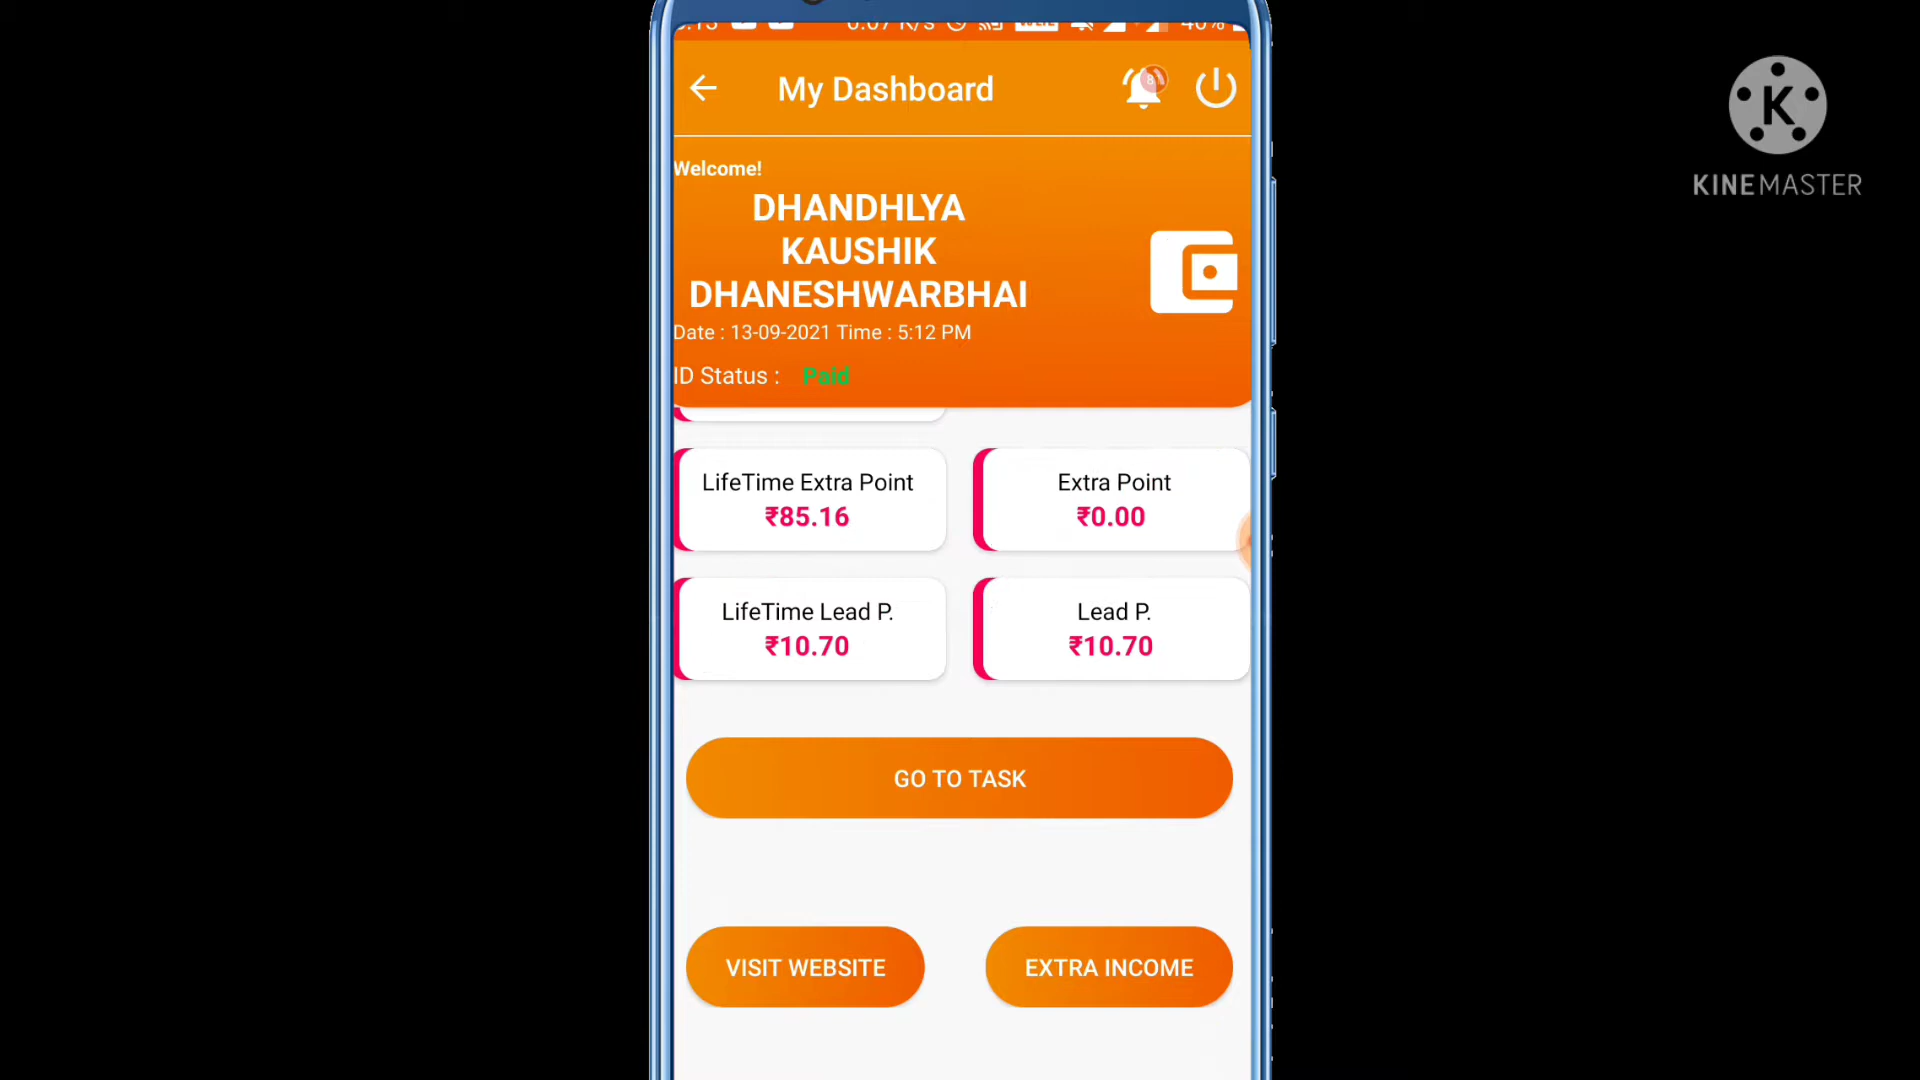 My Dashboard
8
Welcome!
DHANDHLYA
KAUSHIK
DHANESHWARBHAI
Date : 13-09-2021 Time : 5:12 PM
ID Status : Paid
LifeTime Extra Point
₹85.16
Extra Point
₹0.00
LifeTime Lead P.
₹10.70
Lead P.
₹10.70
GO TO TASK
VISIT WEBSITE
EXTRA INCOME
K
KINEMASTER